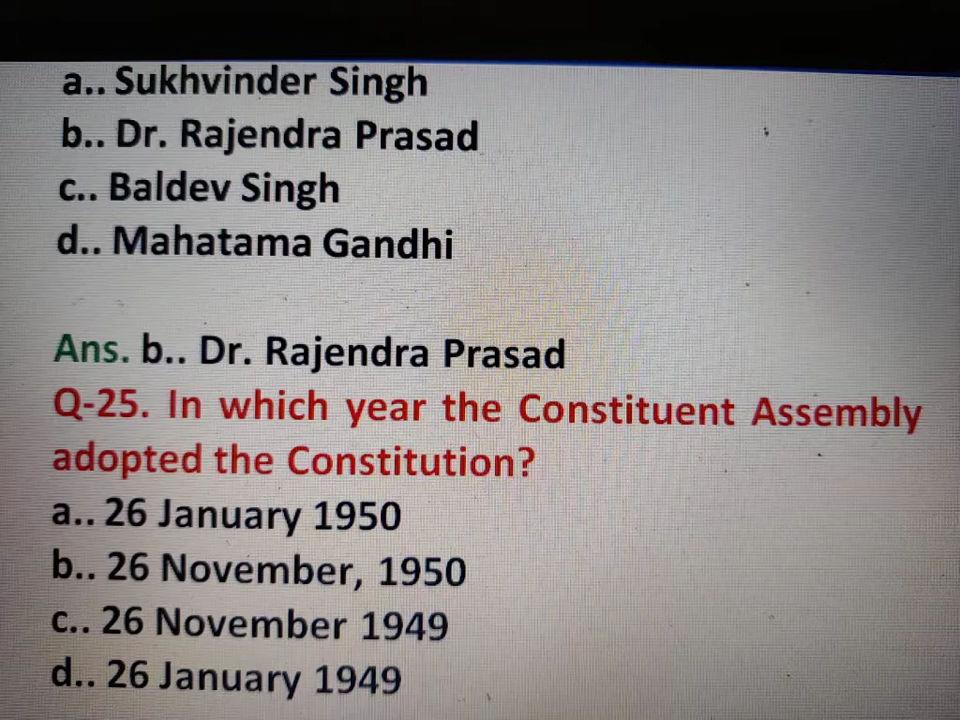 a.. Sukhvinder Singh
b.. Dr. Rajendra Prasad
c.. Baldev Singh
d.. Mahatama Gandhi
Ans. b.. Dr. Rajendra Prasad
Q-25. In which year the Constituent Assembly
adopted the Constitution?
a.. 26 January 1950
b.. 26 November, 1950
c.. 26 November 1949
d.. 26 January 1949